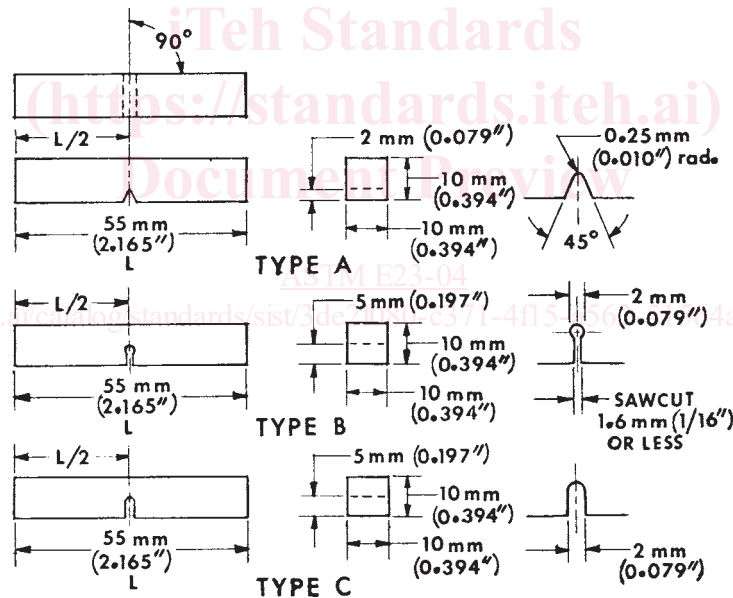 iTeh Standards
(https://standards.iteh.ai)
Document Preview
90°
L/2
2 mm (0.079")
10 mm
(0.394")
10 mm
(0.394")
0.25 mm
(0.010") rad.
45°
55 mm
(2.165")
L
TYPE A
ASTM E23-04
L/2
5 mm (0.197")
10 mm
(0.394")
10 mm
(0.394")
2 mm
(0.079")
SAWCUT
1.6 mm (1/16")
OR LESS
55 mm
(2.165")
L
TYPE B
L/2
5 mm (0.197")
10 mm
(0.394")
10 mm
(0.394")
2 mm
(0.079")
55 mm
(2.165")
L
TYPE C